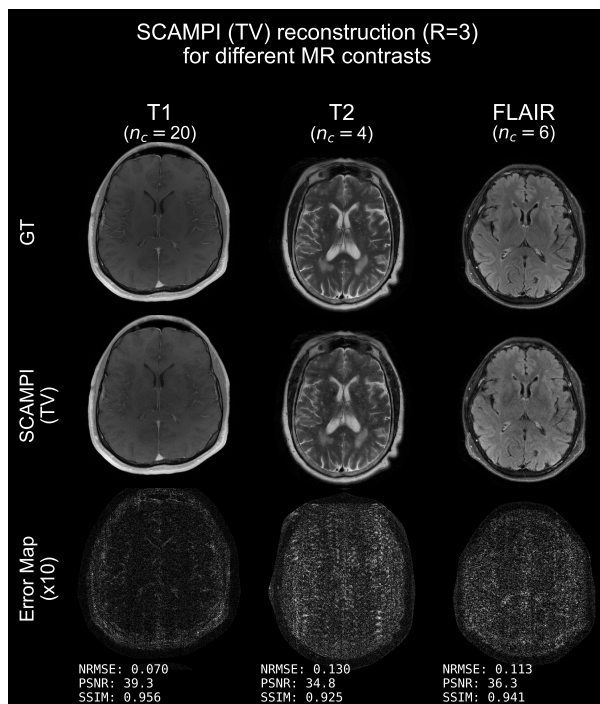 SCAMPI (TV) reconstruction (R=3)
for different MR contrasts
T1
(n_c = 20)
T2
(n_c = 4)
FLAIR
(n_c = 6)
GT
SCAMPI
(TV)
Error Map
(x10)
NRMSE: 0.070
PSNR: 39.3
SSIM: 0.956
NRMSE: 0.130
PSNR: 34.8
SSIM: 0.925
NRMSE: 0.113
PSNR: 36.3
SSIM: 0.941